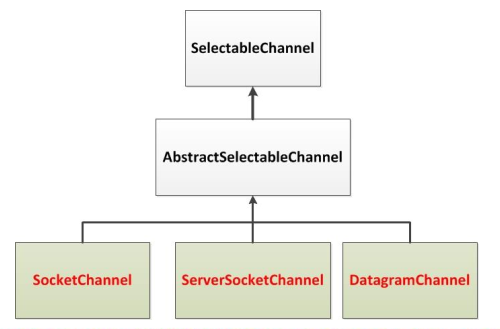 SelectableChannel
AbstractSelectableChannel
SocketChannel
ServerSocketChannel
DatagramChannel